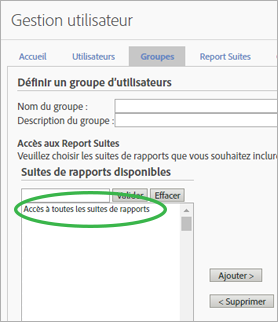 Gestion utilisateur
Accueil Utilisateurs Groupes Report Suites
Définir un groupe d'utilisateurs
Nom du groupe :
Description du groupe :
Accès aux Report Suites
Veuillez choisir les suites de rapports que vous souhaitez inclure
Suites de rapports disponibles
Valider Effacer
Accès à toutes les suites de rapports
Ajouter >
< Supprimer